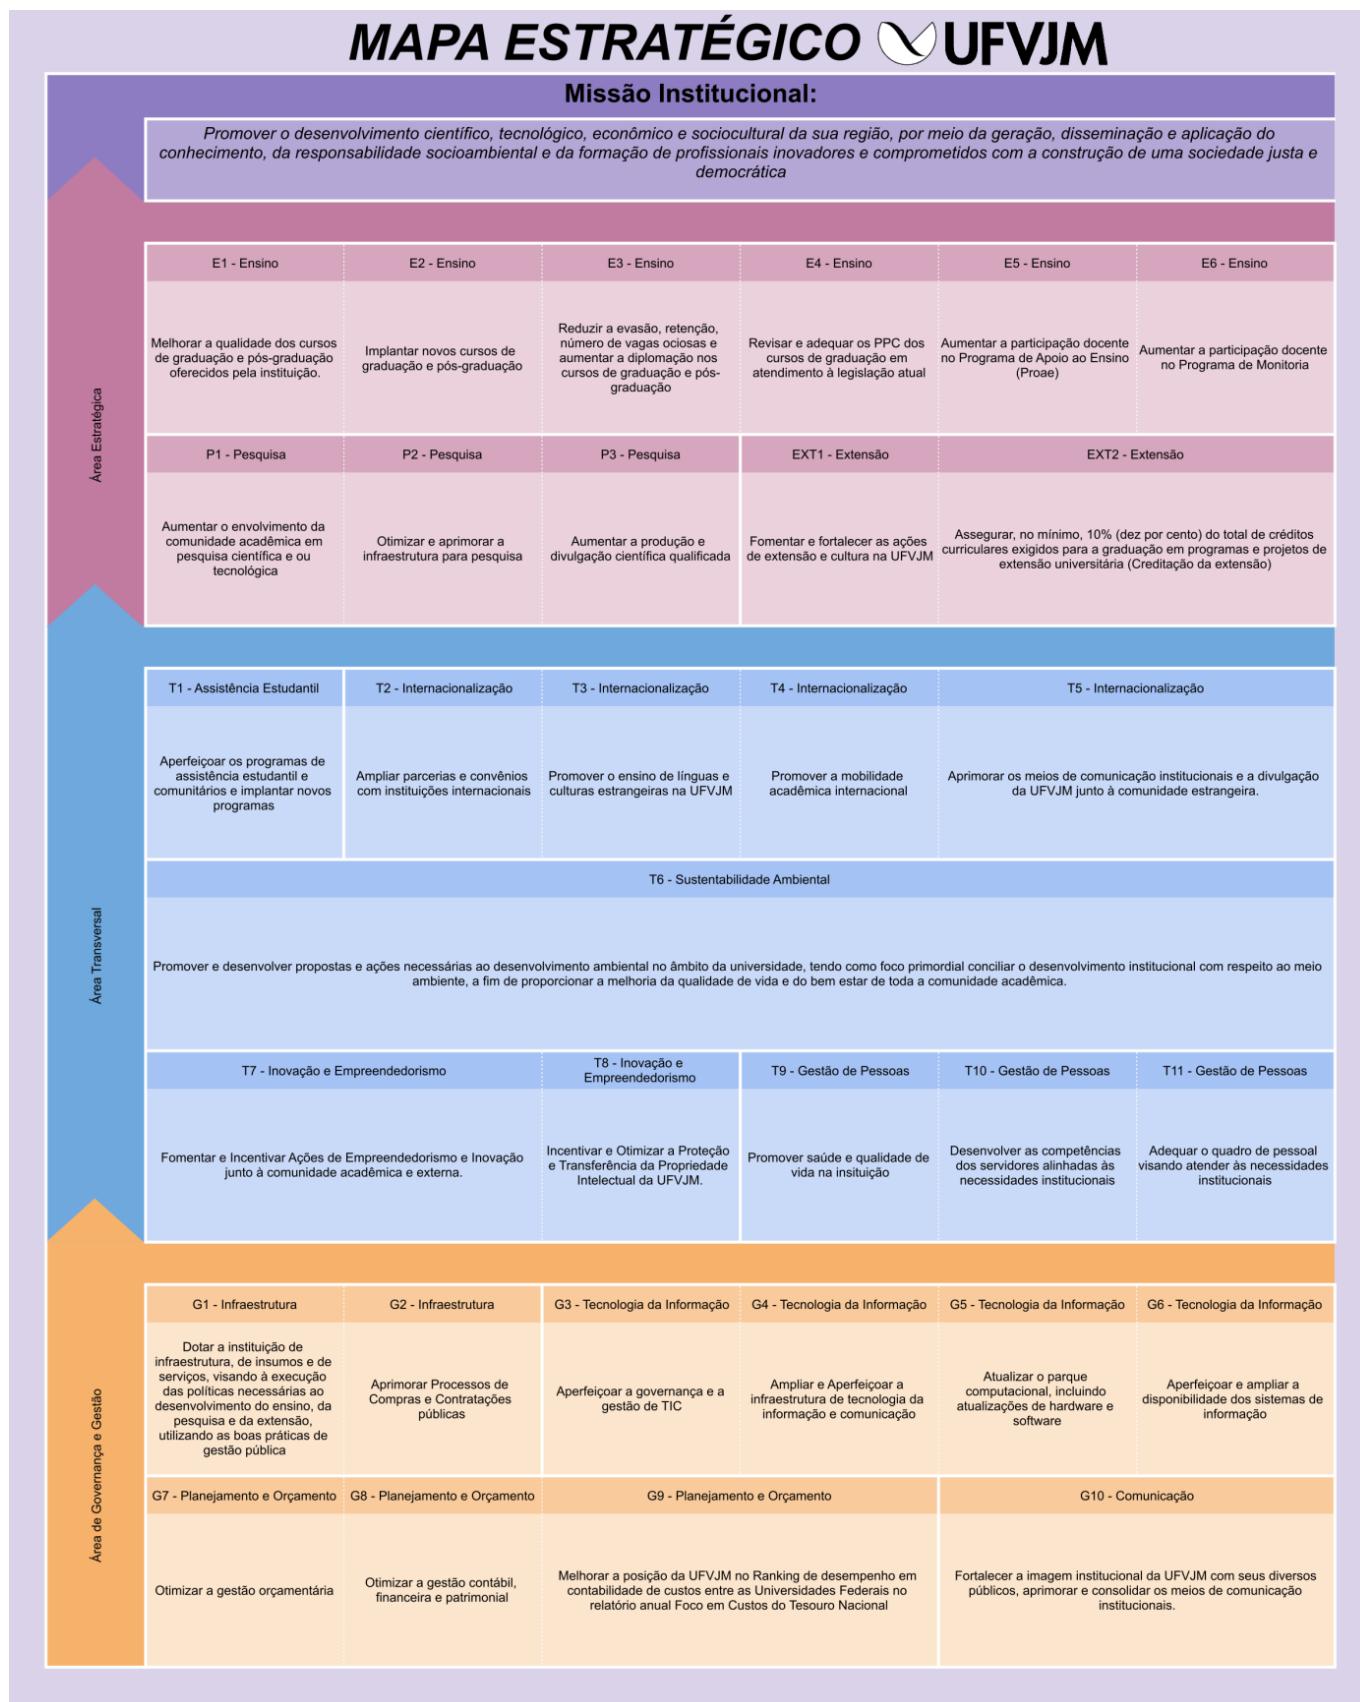 MAPA ESTRATÉGICO UFVJM
Missão Institucional:
Promover o desenvolvimento científico, tecnológico, econômico e sociocultural da sua região, por meio da geração, disseminação e aplicação do
conhecimento, da responsabilidade socioambiental e da formação de profissionais inovadores e comprometidos com a construção de uma sociedade justa e
democrática
Área Estratégica
E1 - Ensino
Melhorar a qualidade dos cursos
de graduação e pós-graduação
oferecidos pela instituição.
E2 - Ensino
Implantar novos cursos de
graduação e pós-graduação
E3 - Ensino
Reduzir a evasão, retenção,
número de vagas ociosas e
aumentar a diplomação nos
cursos de graduação e pós-
graduação
E4 - Ensino
Revisar e adequar os PPC dos
cursos de graduação em
atendimento à legislação atual
E5 - Ensino
Aumentar a participação docente
no Programa de Apoio ao Ensino
(Proae)
E6 - Ensino
Aumentar a participação docente
no Programa de Monitoria
P1 - Pesquisa
Aumentar o envolvimento da
comunidade acadêmica em
pesquisa científica e ou
tecnológica
P2 - Pesquisa
Otimizar e aprimorar a
infraestrutura para pesquisa
P3 - Pesquisa
Aumentar a produção e
divulgação científica qualificada
EXT1 - Extensão
Fomentar e fortalecer as ações
de extensão e cultura na UFVJM
EXT2 - Extensão
Assegurar, no mínimo, 10% (dez por cento) do total de créditos
curriculares exigidos para a graduação em programas e projetos de
extensão universitária (Creditação da extensão)
Área Transversal
T1 - Assistência Estudantil
Aperfeiçoar os programas de
assistência estudantil e
comunitários e implantar novos
programas
T2 - Internacionalização
Ampliar parcerias e convênios
com instituições internacionais
T3 - Internacionalização
Promover o ensino de línguas e
culturas estrangeiras na UFVJM
T4 - Internacionalização
Promover a mobilidade
acadêmica internacional
T5 - Internacionalização
Aprimorar os meios de comunicação institucionais e a divulgação
da UFVJM junto à comunidade estrangeira.
T6 - Sustentabilidade Ambiental
Promover e desenvolver propostas e ações necessárias ao desenvolvimento ambiental no âmbito da universidade, tendo como foco primordial conciliar o desenvolvimento institucional com respeito ao meio
ambiente, a fim de proporcionar a melhoria da qualidade de vida e do bem estar de toda a comunidade acadêmica.
T7 - Inovação e Empreendedorismo
Fomentar e Incentivar Ações de Empreendedorismo e Inovação
junto à comunidade acadêmica e externa.
T8 - Inovação e
Empreendedorismo
Incentivar e Otimizar a Proteção
e Transferência da Propriedade
Intelectual da UFVJM.
T9 - Gestão de Pessoas
Promover saúde e qualidade de
vida na insituição
T10 - Gestão de Pessoas
Desenvolver as competências
dos servidores alinhadas às
necessidades institucionais
T11 - Gestão de Pessoas
Adequar o quadro de pessoal
visando atender às necessidades
institucionais
Área de Governança e Gestão
G1 - Infraestrutura
Dotar a instituição de
infraestrutura, de insumos e de
serviços, visando à execução
das políticas necessárias ao
desenvolvimento do ensino, da
pesquisa e da extensão,
utilizando as boas práticas de
gestão pública
G2 - Infraestrutura
Aprimorar Processos de
Compras e Contratações
públicas
G3 - Tecnologia da Informação
Aperfeiçoar a governança e a
gestão de TIC
G4 - Tecnologia da Informação
Ampliar e Aperfeiçoar a
infraestrutura de tecnologia da
informação e comunicação
G5 - Tecnologia da Informação
Atualizar o parque
computacional, incluindo
atualizações de hardware e
software
G6 - Tecnologia da Informação
Aperfeiçoar e ampliar a
disponibilidade dos sistemas de
informação
G7 - Planejamento e Orçamento
Otimizar a gestão orçamentária
G8 - Planejamento e Orçamento
Otimizar a gestão contábil,
financeira e patrimonial
G9 - Planejamento e Orçamento
Melhorar a posição da UFVJM no Ranking de desempenho em
contabilidade de custos entre as Universidades Federais no
relatório anual Foco em Custos do Tesouro Nacional
G10 - Comunicação
Fortalecer a imagem institucional da UFVJM com seus diversos
públicos, aprimorar e consolidar os meios de comunicação
institucionais.